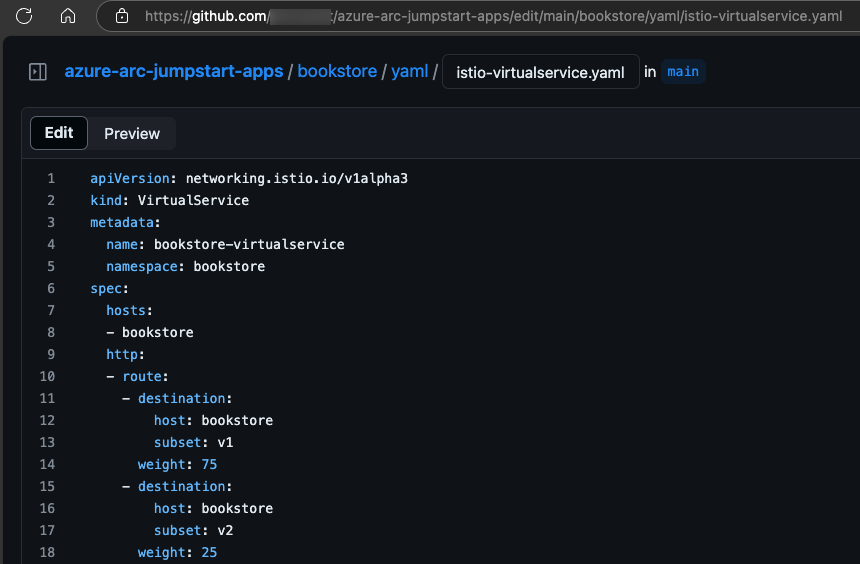 https://github.com/ /azure-arc-jumpstart-apps/edit/main/bookstore/yaml/istio-virtualservice.yaml
azure-arc-jumpstart-apps / bookstore / yaml / istio-virtualservice.yaml in main
Edit Preview
1 apiVersion: networking.istio.io/v1alpha3
2 kind: VirtualService
3 metadata:
4   name: bookstore-virtualservice
5   namespace: bookstore
6 spec:
7   hosts:
8   - bookstore
9   http:
10   - route:
11     - destination:
12         host: bookstore
13         subset: v1
14       weight: 75
15     - destination:
16         host: bookstore
17         subset: v2
18       weight: 25